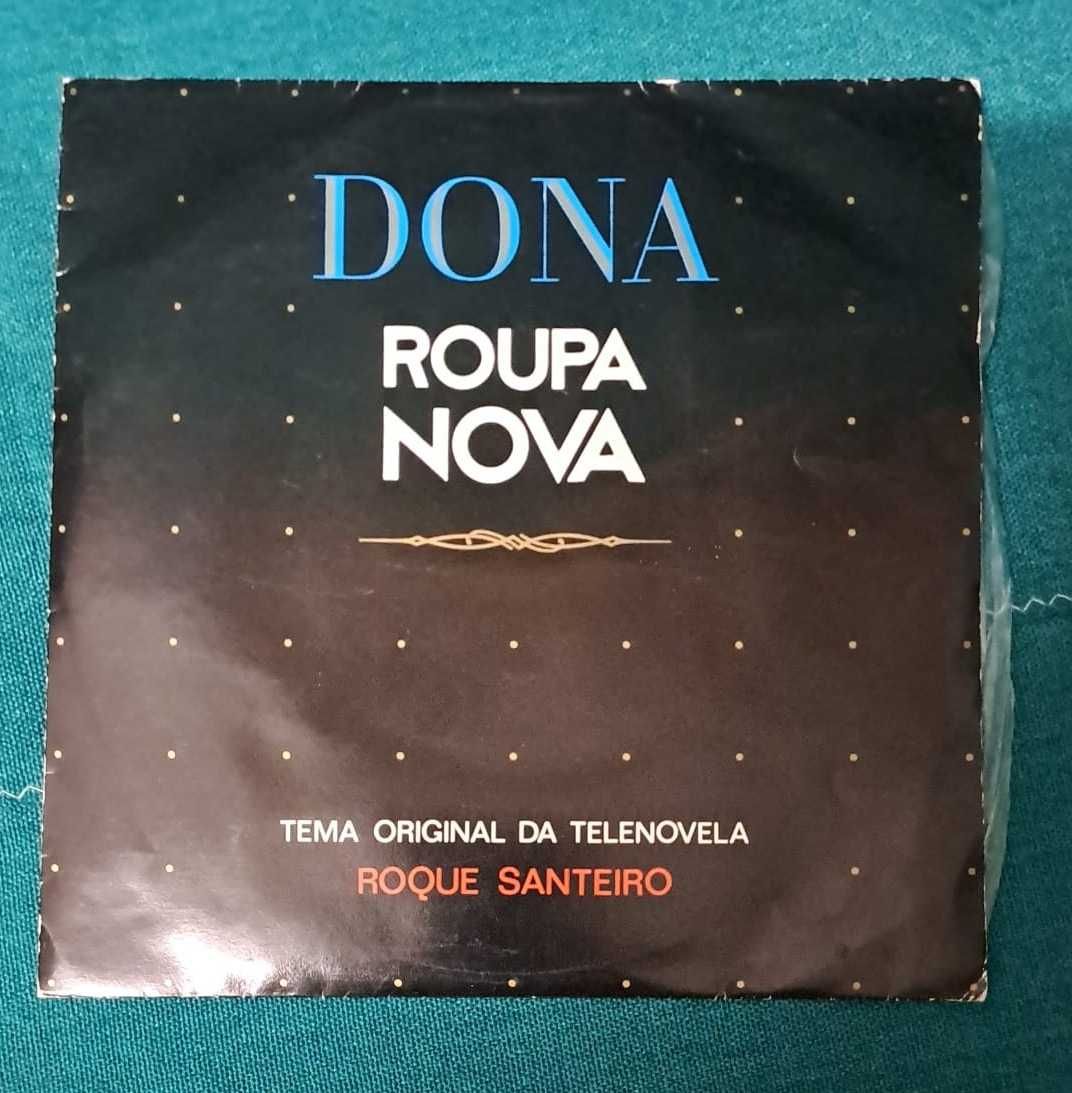 DONA
ROUPA
NOVA
TEMA ORIGINAL DA TELENOVELA
ROQUE SANTEIRO